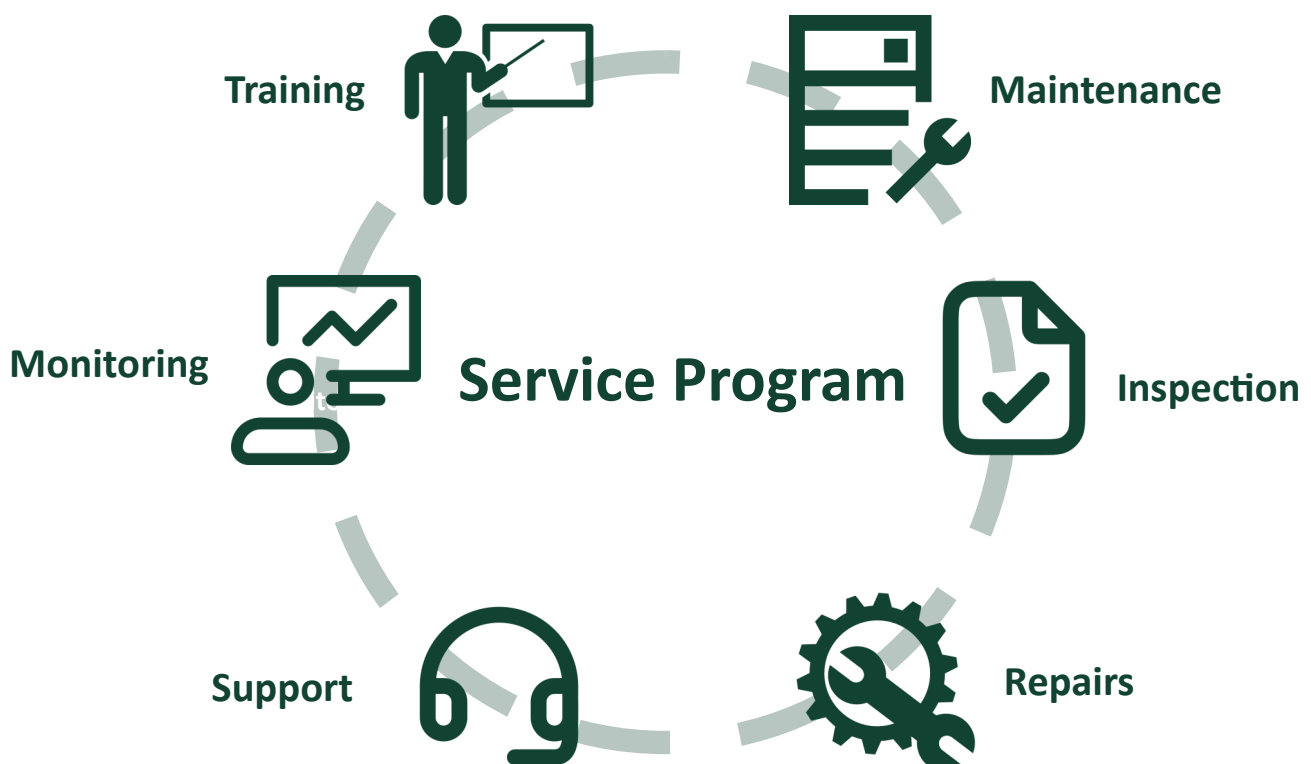 Training
Maintenance
Monitoring
Service Program
Inspection
Support
Repairs